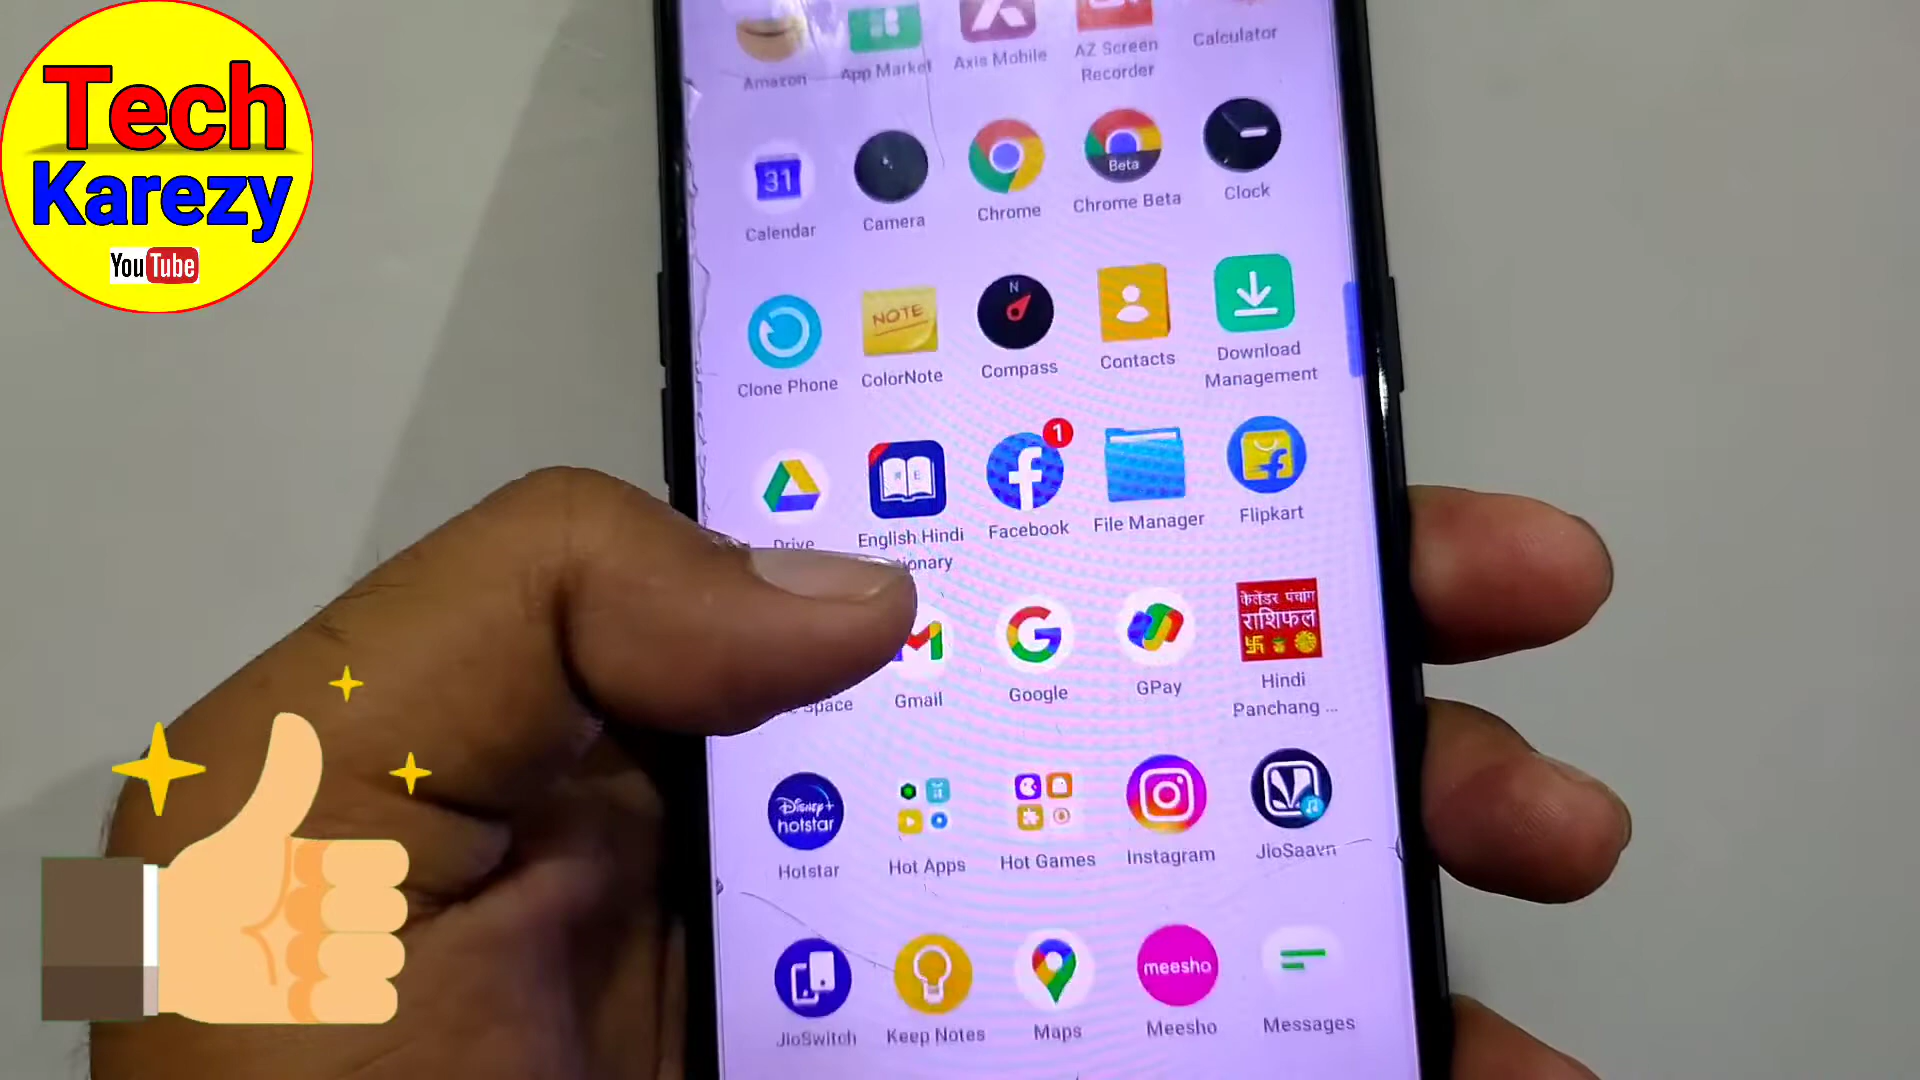 Tech
Karezy
YouTube
Amazon
App Market
Axis Mobile
AZ Screen
Recorder
Calculator
31
Calendar
Camera
Chrome
Beta
Chrome Beta
Clock
Clone Phone
NOTE
ColorNote
N
Compass
Contacts
Download
Management
Drive
English Hindi
1
Facebook
File Manager
Flipkart
Space
Gmail
Google
GPay
केलेंडर पंचांग
राशिफल
Hindi
Panchang ...
Disney+
hotstar
Hotstar
Hot Apps
Hot Games
Instagram
JioSaavn
JioSwitch
Keep Notes
Maps
meesho
Meesho
Messages